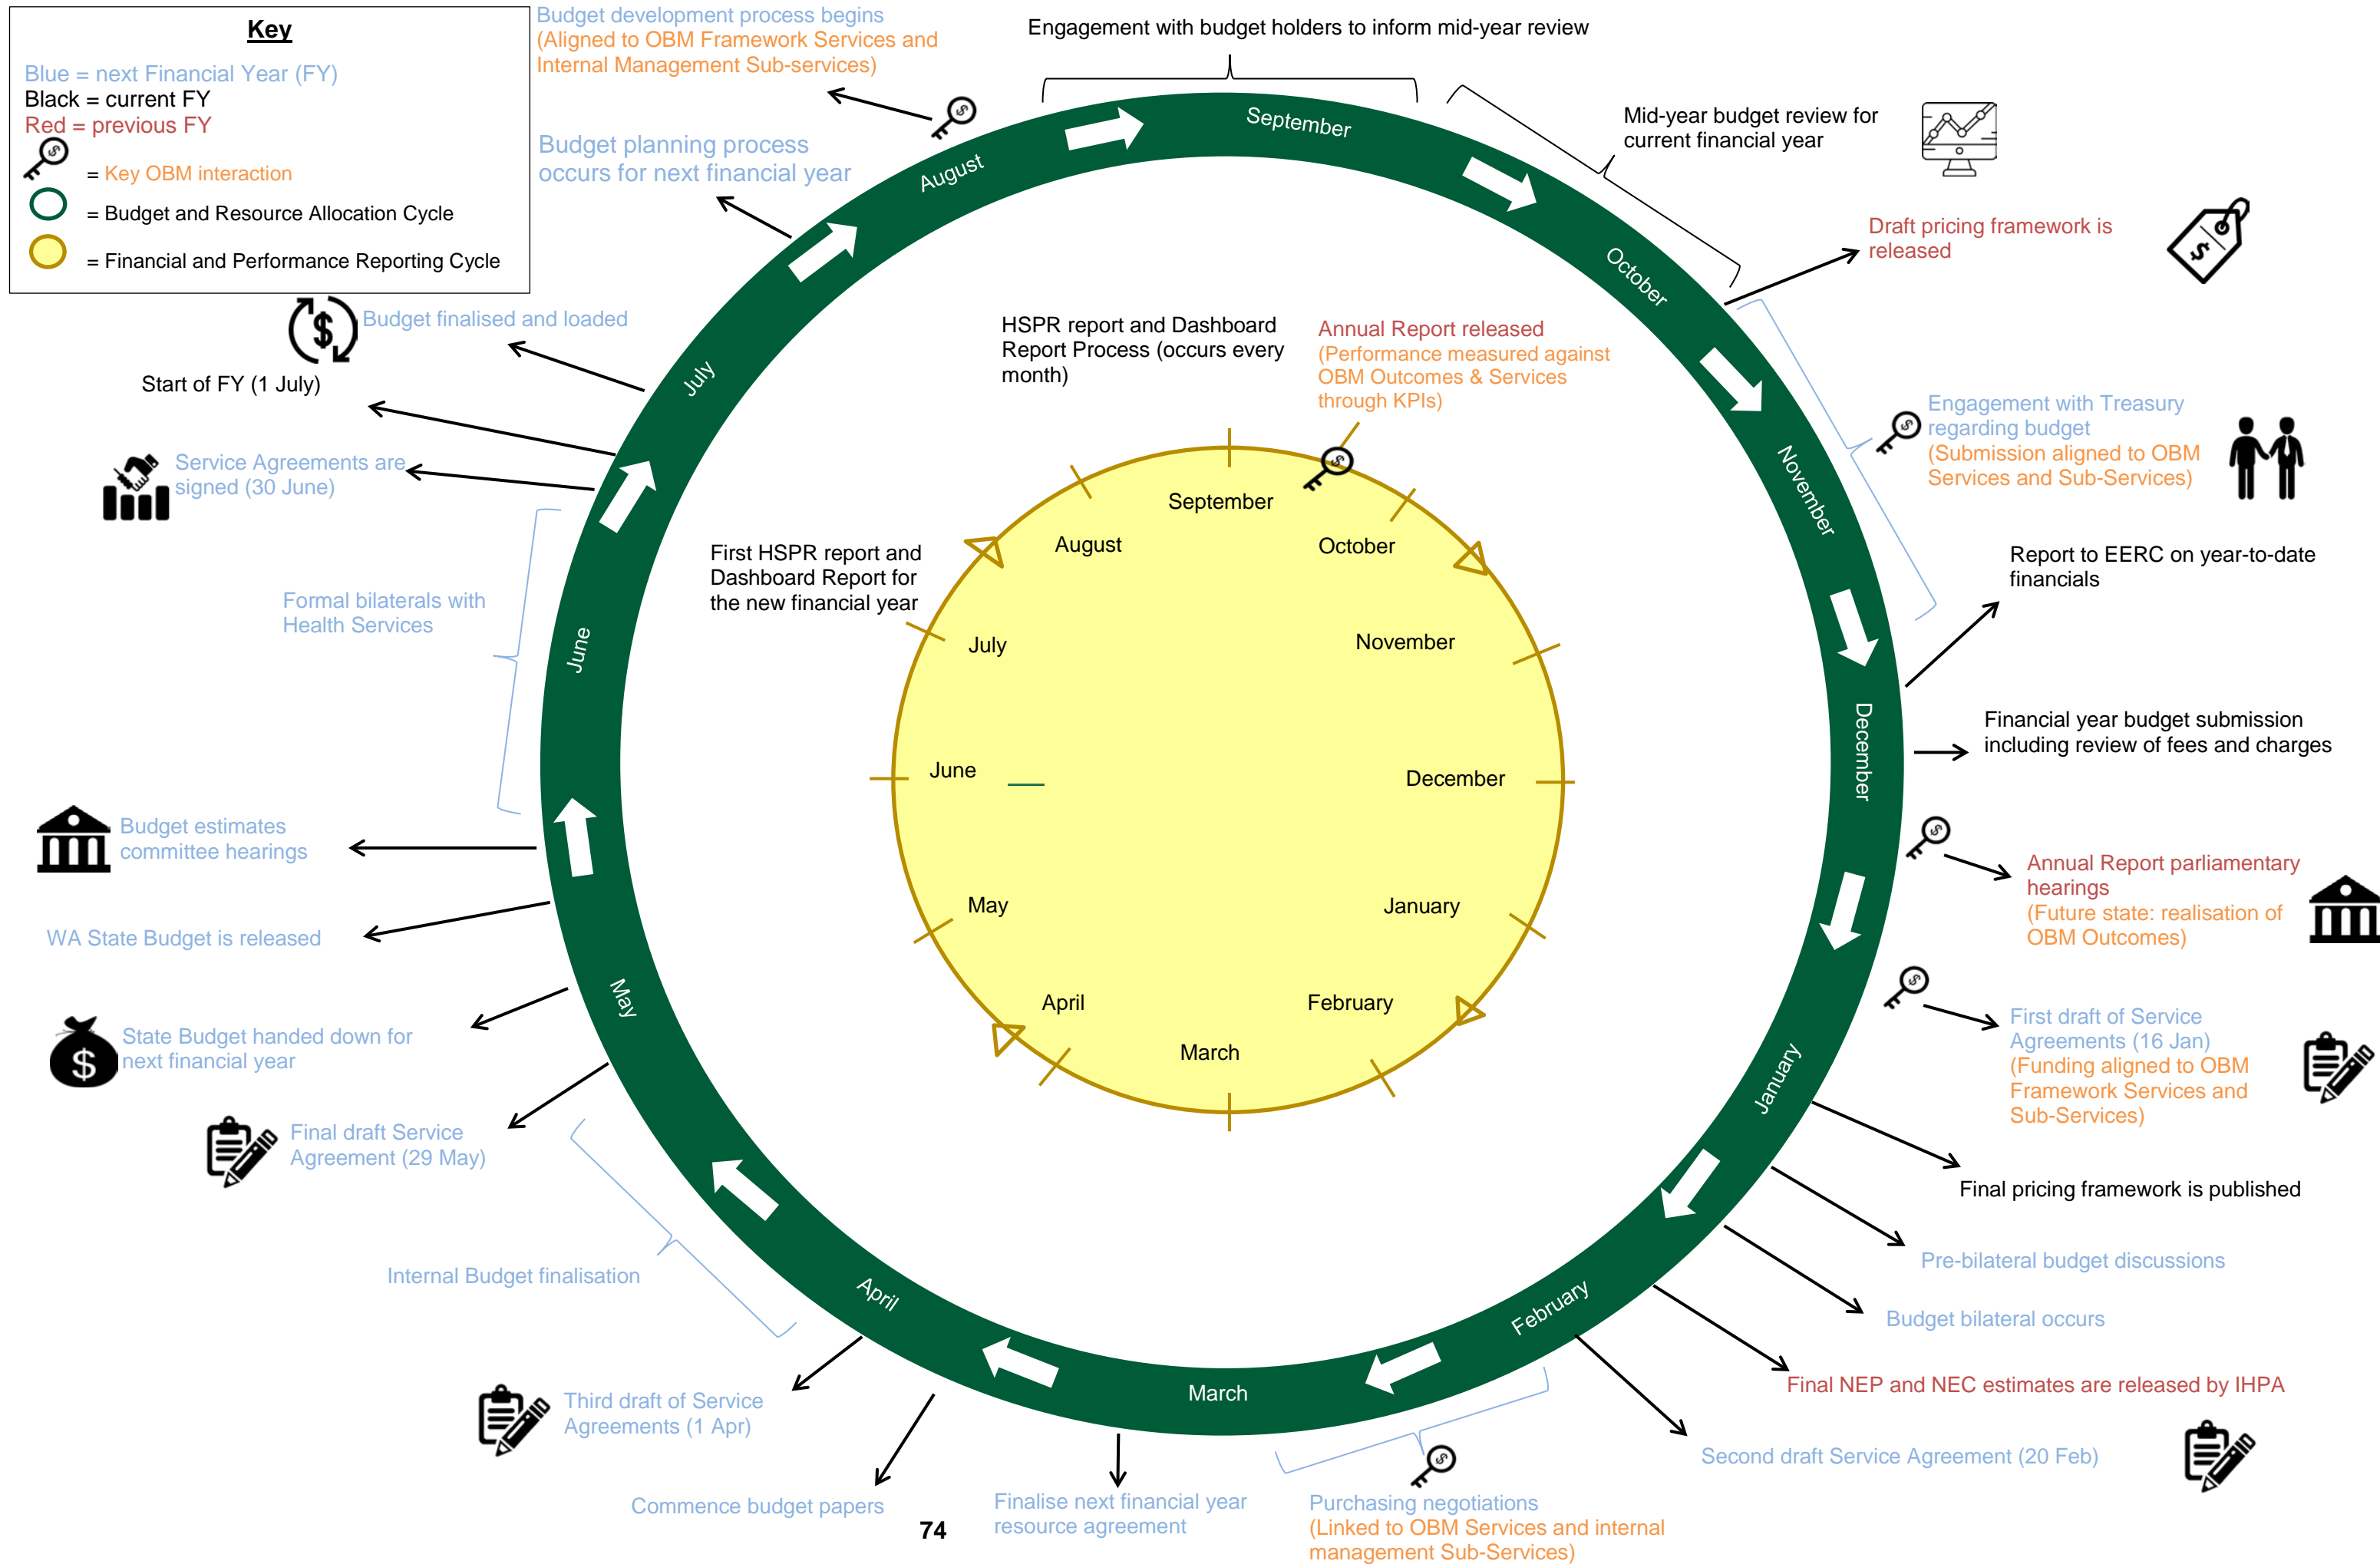 Key
Blue = next Financial Year (FY)
Black = current FY
Red = previous FY
= Key OBM interaction
= Budget and Resource Allocation Cycle
= Financial and Performance Reporting Cycle
Budget development process begins
(Aligned to OBM Framework Services and
Internal Management Sub-services)
Budget planning process
occurs for next financial year
Engagement with budget holders to inform mid-year review
Mid-year budget review for
current financial year
Draft pricing framework is
released
Engagement with Treasury
regarding budget
(Submission aligned to OBM
Services and Sub-Services)
Report to EERC on year-to-date
financials
Financial year budget submission
including review of fees and charges
Annual Report parliamentary
hearings
(Future state: realisation of
OBM Outcomes)
First draft of Service
Agreements (16 Jan)
(Funding aligned to OBM
Framework Services and
Sub-Services)
Final pricing framework is published
Pre-bilateral budget discussions
Budget bilateral occurs
Final NEP and NEC estimates are released by IHPA
Second draft Service Agreement (20 Feb)
Purchasing negotiations
(Linked to OBM Services and internal
management Sub-Services)
Finalise next financial year
resource agreement
Commence budget papers
Third draft of Service
Agreements (1 Apr)
Internal Budget finalisation
Final draft Service
Agreement (29 May)
State Budget handed down for
next financial year
$
WA State Budget is released
Budget estimates
committee hearings
Formal bilaterals with
Health Services
Service Agreements are
signed (30 June)
Start of FY (1 July)
$
Budget finalised and loaded
July
August
September
October
November
December
January
February
March
April
May
June
HSPR report and Dashboard
Report Process (occurs every
month)
Annual Report released
(Performance measured against
OBM Outcomes & Services
through KPIs)
First HSPR report and
Dashboard Report for
the new financial year
September
October
November
December
January
February
March
April
May
June
July
August
74